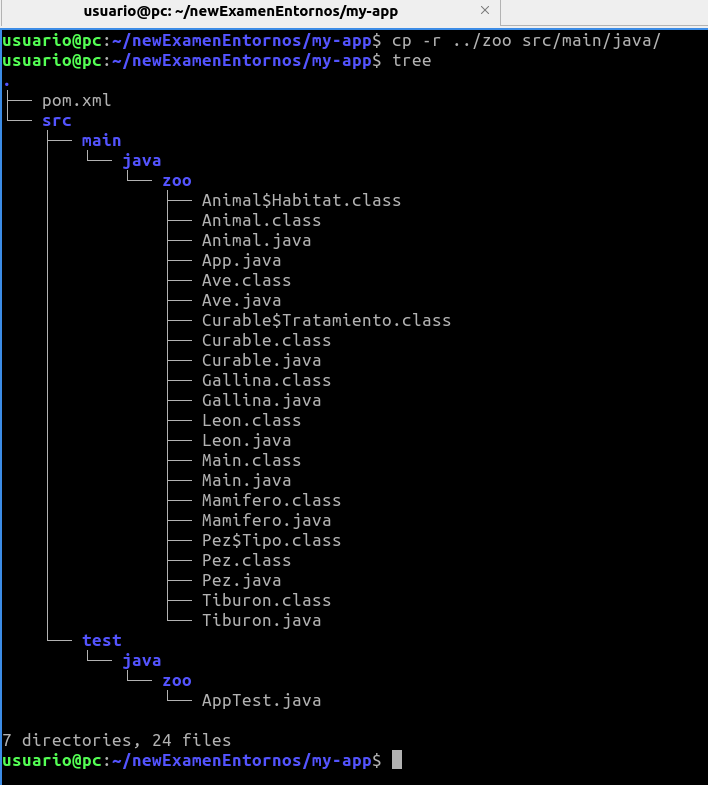 usuario@pc: ~/newExamenEntornos/my-app ×
usuario@pc:~/newExamenEntornos/my-app$ cp -r ../zoo src/main/java/
usuario@pc:~/newExamenEntornos/my-app$ tree
.
├── pom.xml
└── src
    ├── main
    │   └── java
    │       └── zoo
    │           ├── Animal$Habitat.class
    │           ├── Animal.class
    │           ├── Animal.java
    │           ├── App.java
    │           ├── Ave.class
    │           ├── Ave.java
    │           ├── Curable$Tratamiento.class
    │           ├── Curable.class
    │           ├── Curable.java
    │           ├── Gallina.class
    │           ├── Gallina.java
    │           ├── Leon.class
    │           ├── Leon.java
    │           ├── Main.class
    │           ├── Main.java
    │           ├── Mamifero.class
    │           ├── Mamifero.java
    │           ├── Pez$Tipo.class
    │           ├── Pez.class
    │           ├── Pez.java
    │           ├── Tiburon.class
    │           └── Tiburon.java
    └── test
        └── java
            └── zoo
                └── AppTest.java

7 directories, 24 files
usuario@pc:~/newExamenEntornos/my-app$